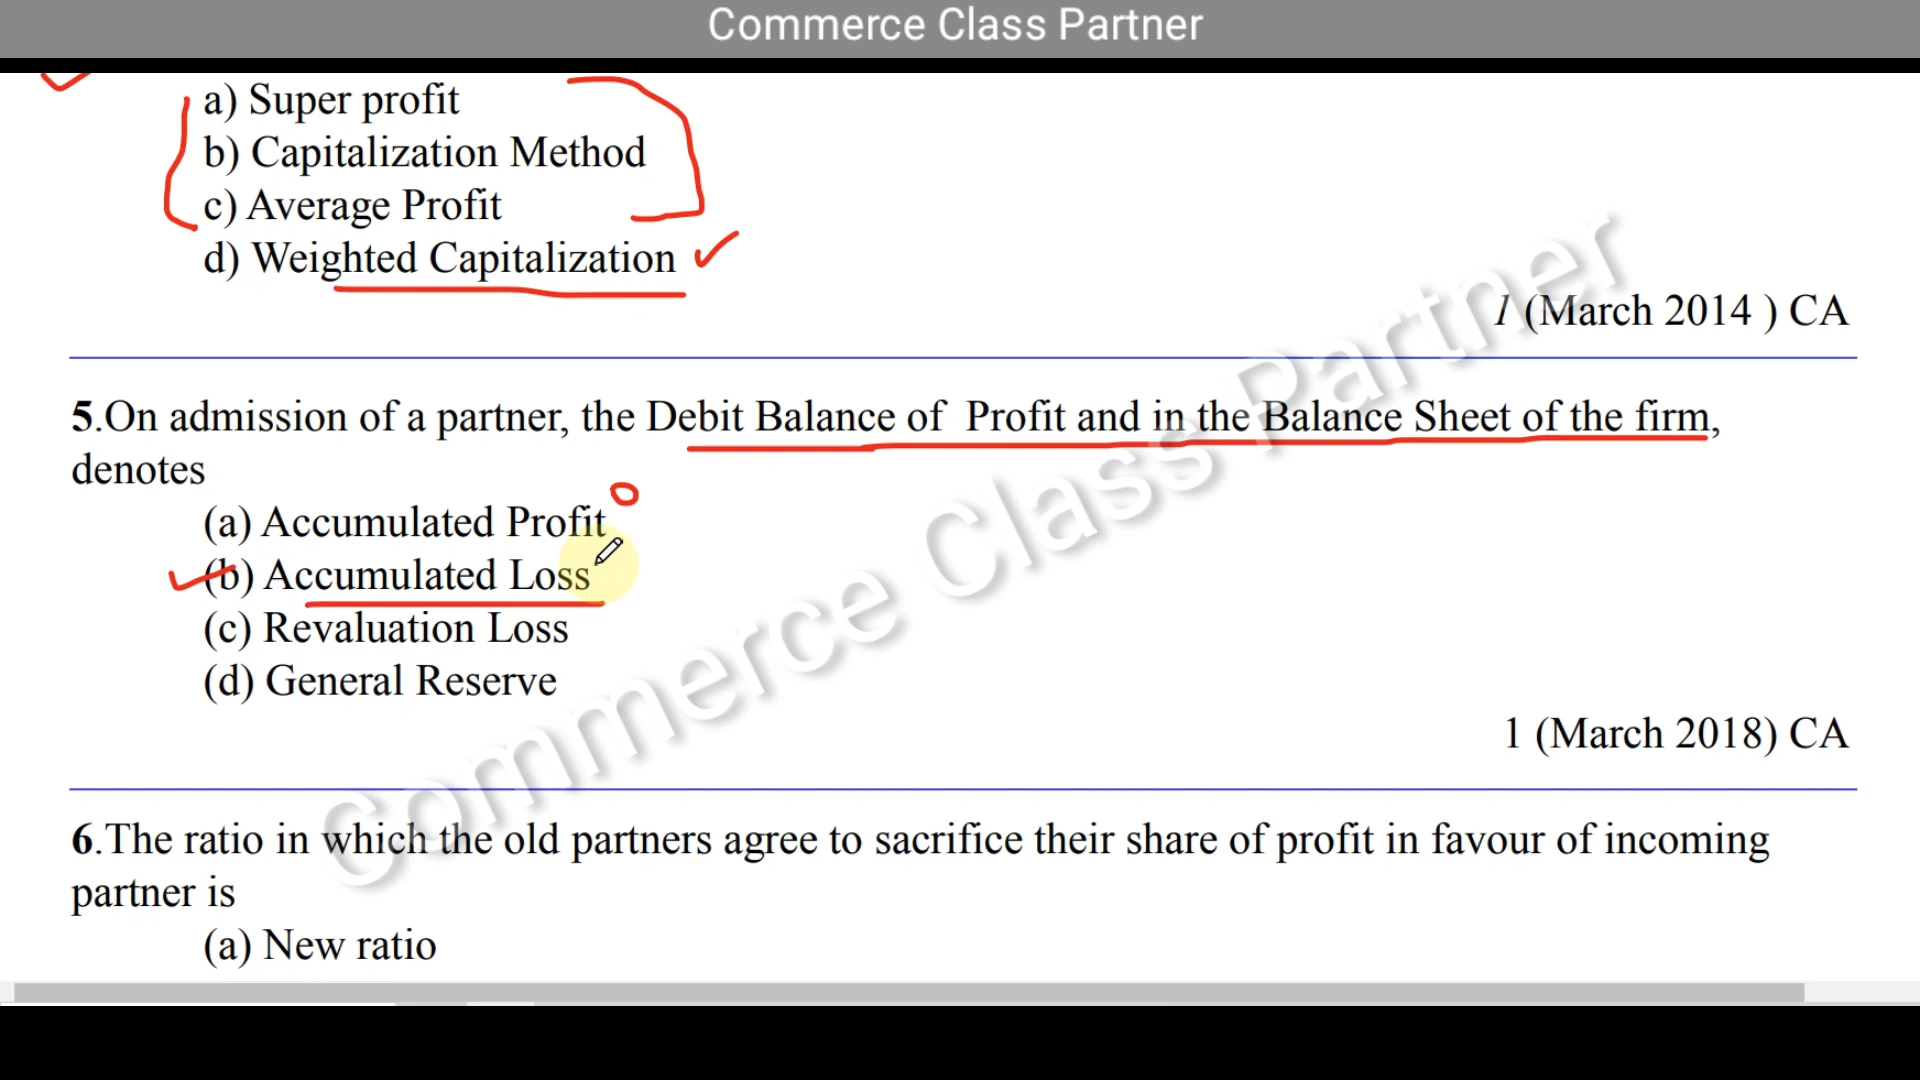 Commerce Class Partner
a) Super profit
b) Capitalization Method
c) Average Profit
d) Weighted Capitalization
1 (March 2014 ) CA
5.On admission of a partner, the Debit Balance of Profit and in the Balance Sheet of the firm,
denotes
(a) Accumulated Profit
(b) Accumulated Loss
(c) Revaluation Loss
(d) General Reserve
1 (March 2018) CA
6.The ratio in which the old partners agree to sacrifice their share of profit in favour of incoming
partner is
(a) New ratio
Commerce Class Partner